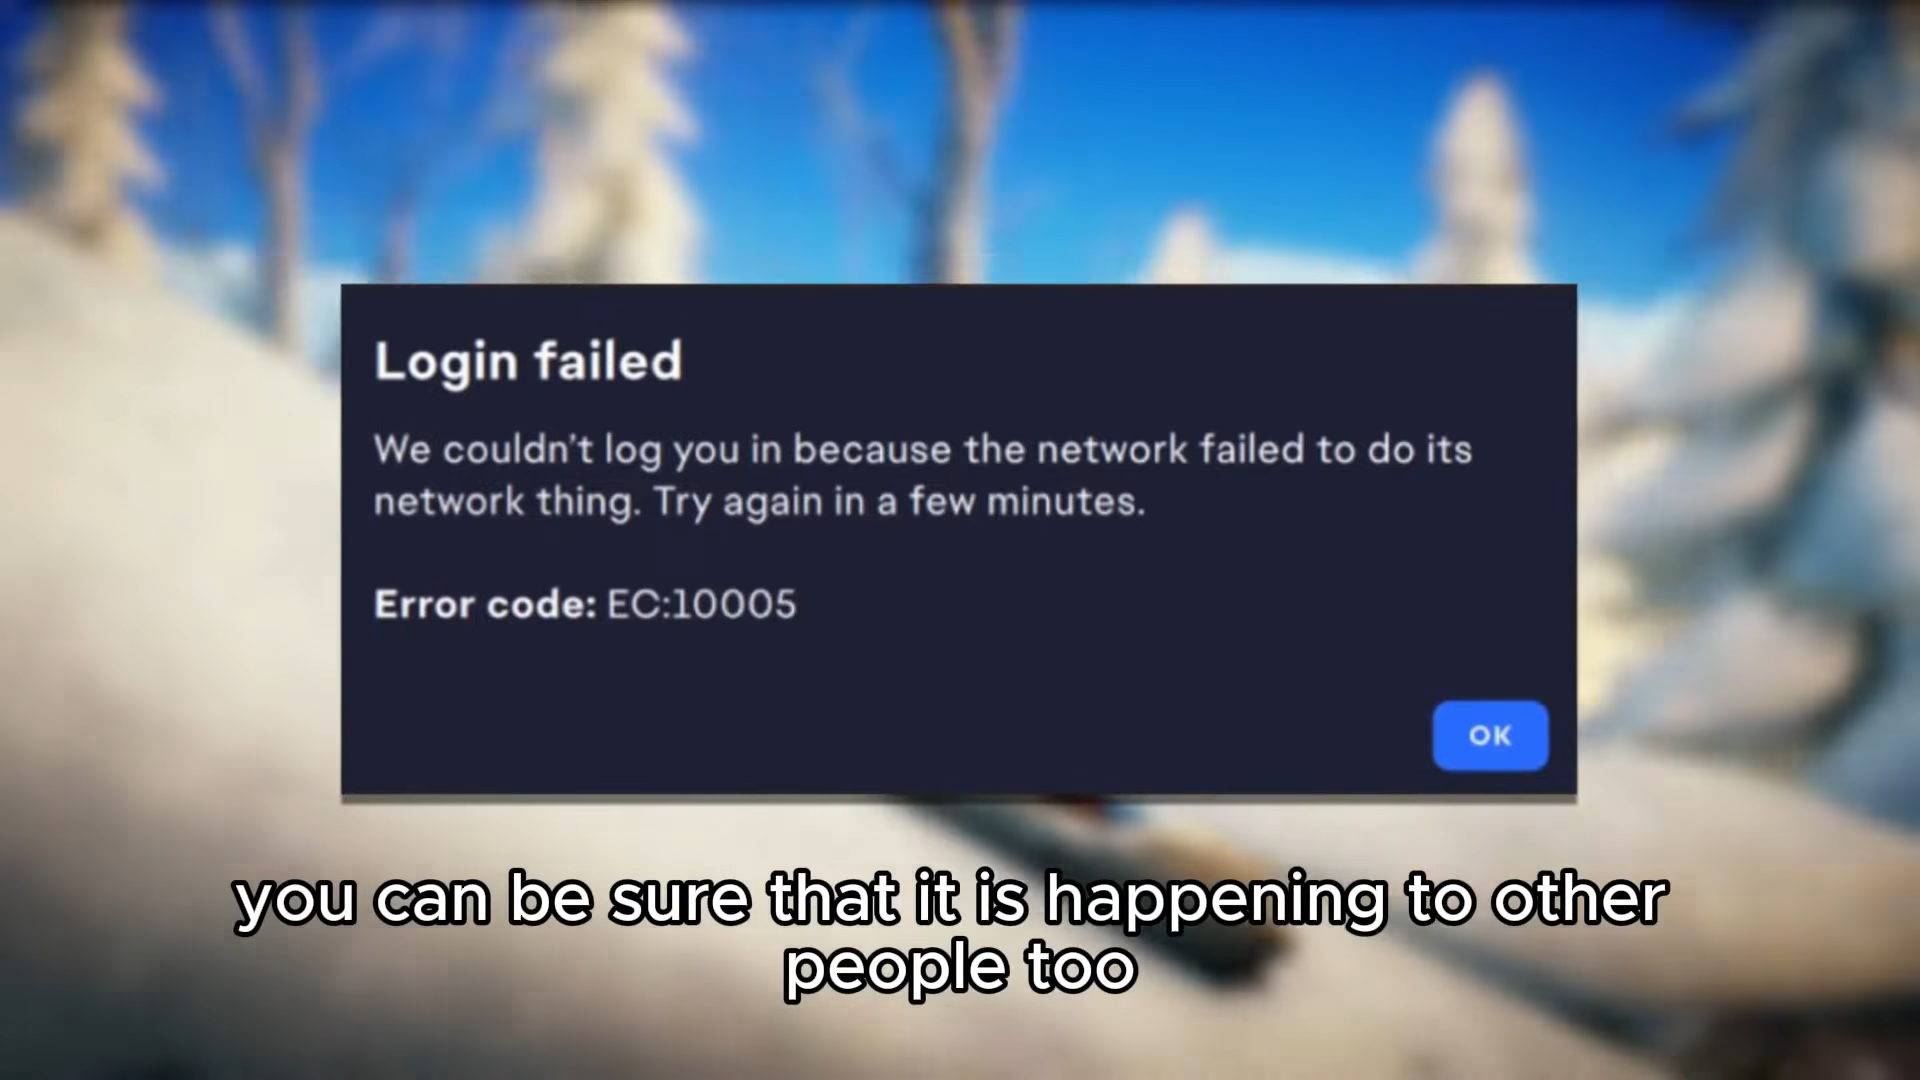 Login failed
We couldn't log you in because the network failed to do its
network thing. Try again in a few minutes.
Error code: EC:10005
OK
you can be sure that it is happening to other
people too